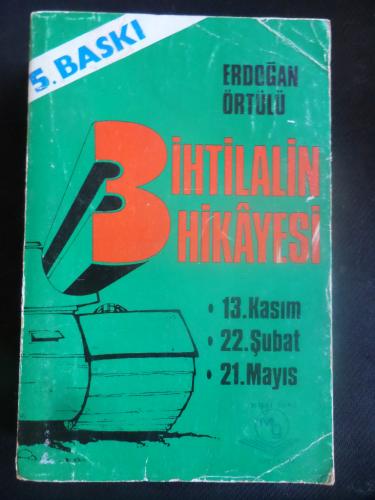 5. BASKI
ERDOĞAN
ÖRTÜLÜ
3 İHTİLALİN
HİKÂYESİ
• 13. Kasım
• 22. Şubat
• 21. Mayıs